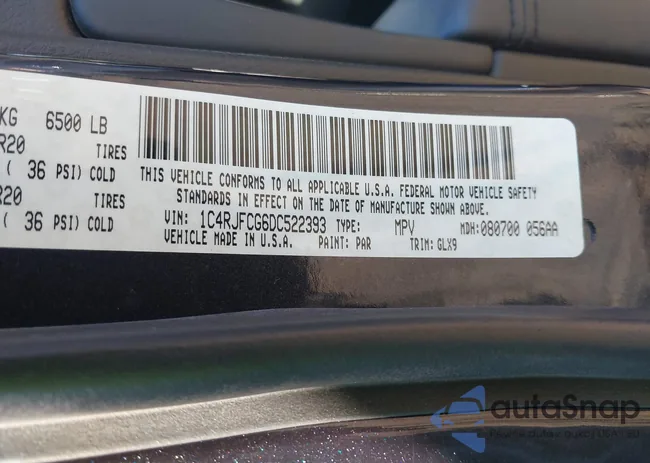 KG 6500 LB
R20 TIRES
( 36 PSI) COLD
R20 TIRES
( 36 PSI) COLD
THIS VEHICLE CONFORMS TO ALL APPLICABLE U.S.A. FEDERAL MOTOR VEHICLE SAFETY
STANDARDS IN EFFECT ON THE DATE OF MANUFACTURE SHOWN ABOVE.
VIN: 1C4RJFCG6DC522393 TYPE: MPV MDH:080700 056AA
VEHICLE MADE IN U.S.A. PAINT: PAR TRIM: GLX9
autoSnap